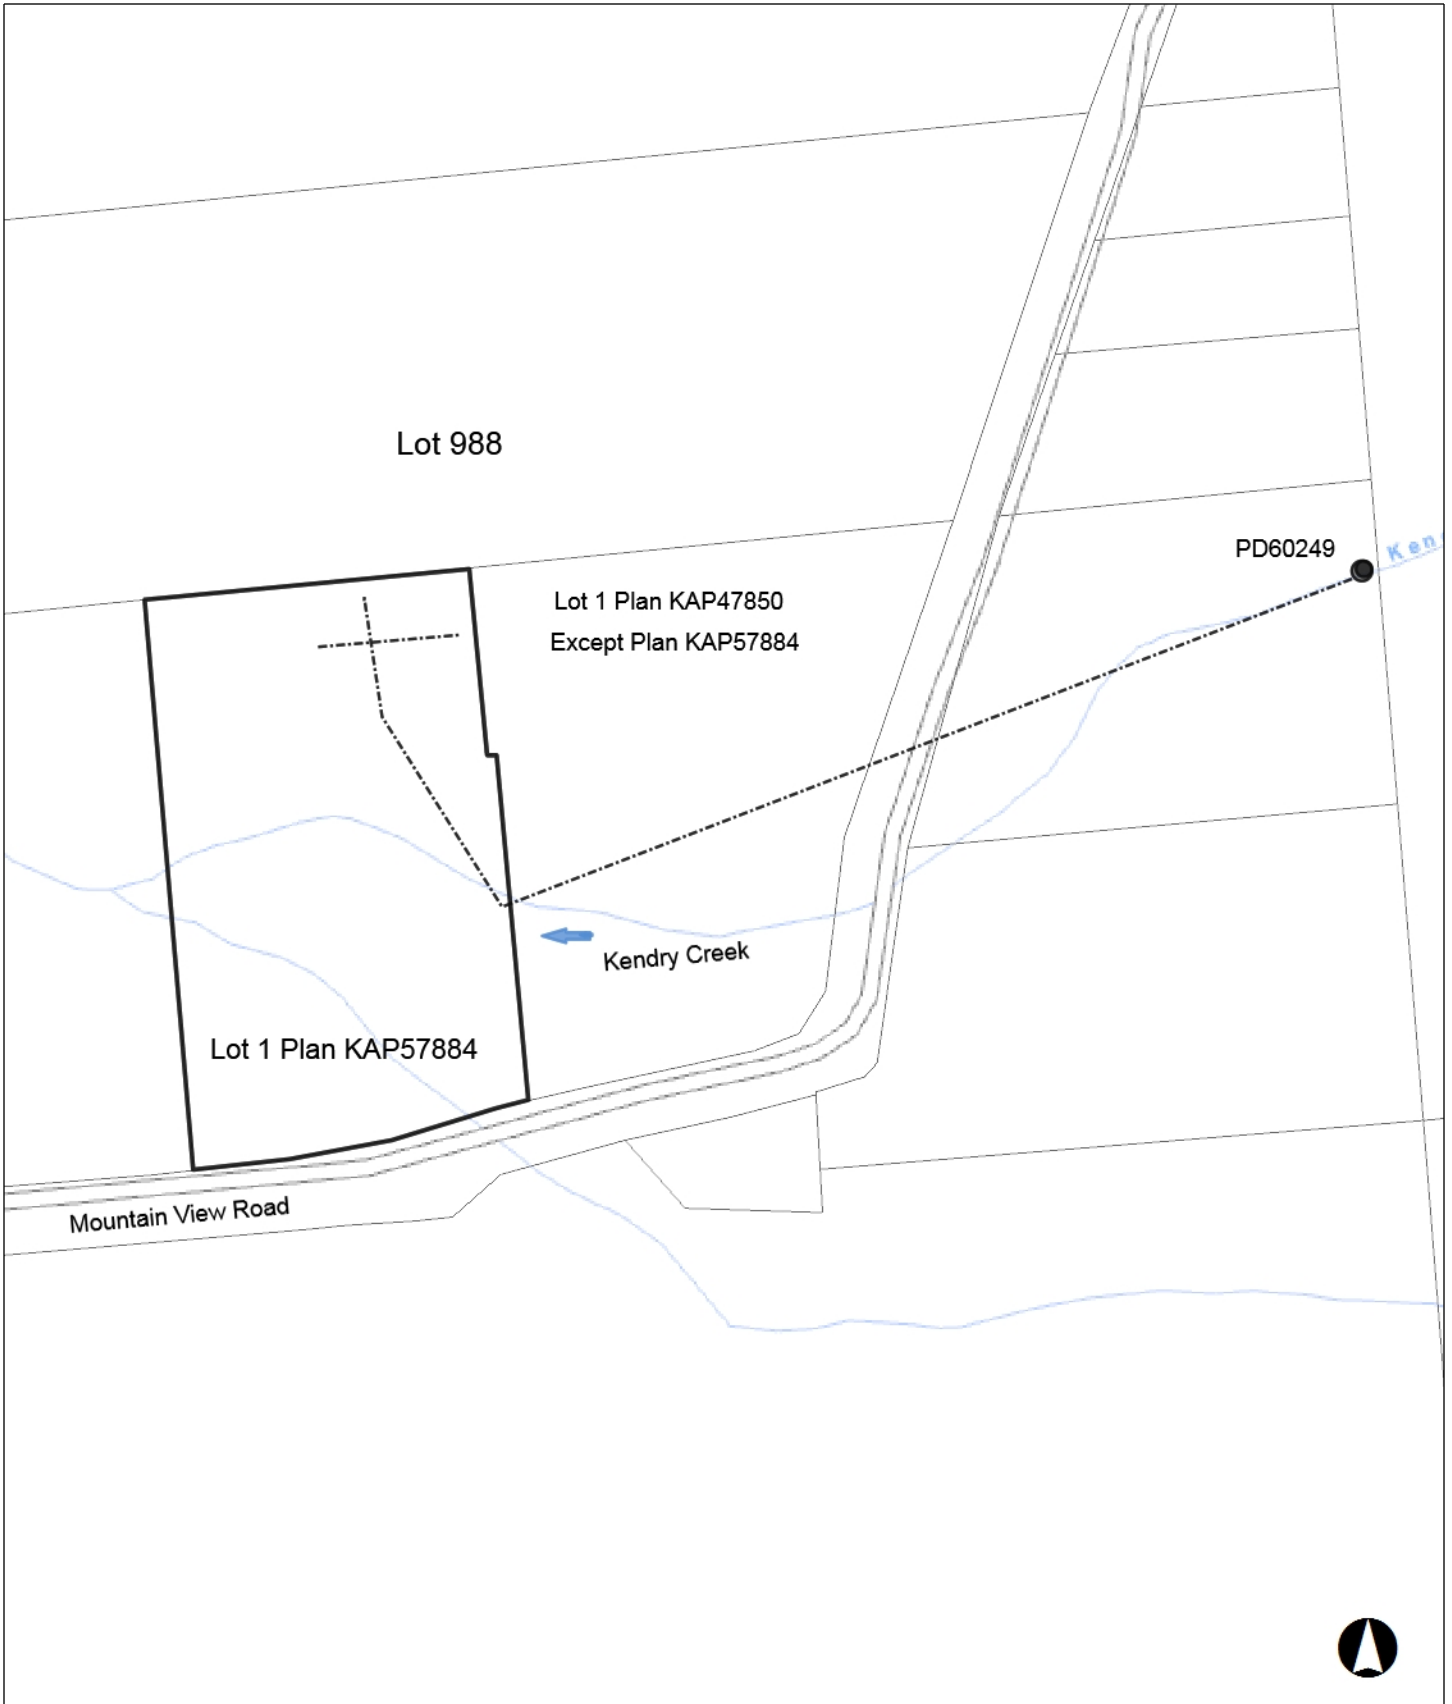 Lot 988
PD60249
Lot 1 Plan KAP47850
Except Plan KAP57884
Kendry Creek
Lot 1 Plan KAP57884
Mountain View Road